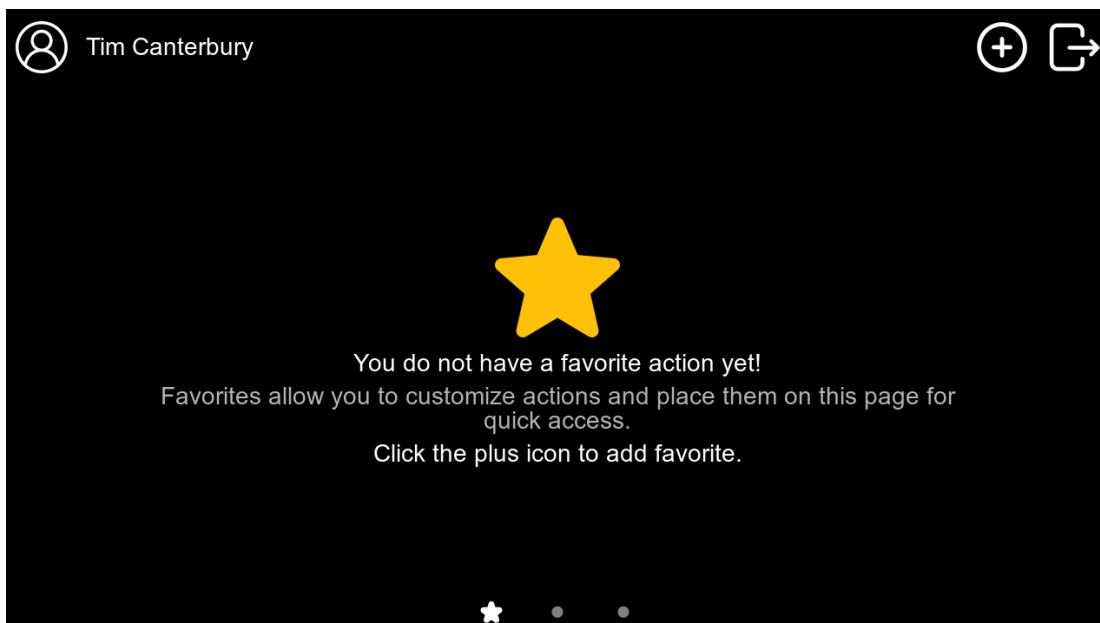 Tim Canterbury
You do not have a favorite action yet!
Favorites allow you to customize actions and place them on this page for
quick access.
Click the plus icon to add favorite.